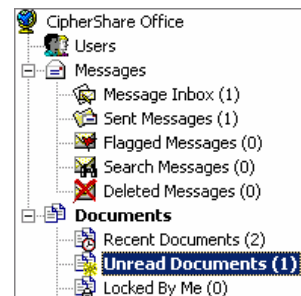 CipherShare Office
Users
Messages
Message Inbox (1)
Sent Messages (1)
Flagged Messages (0)
Search Messages (0)
Deleted Messages (0)
Documents
Recent Documents (2)
Unread Documents (1)
Locked By Me (0)